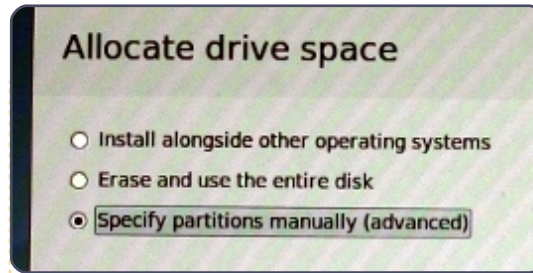 Allocate drive space
Install alongside other operating systems
Erase and use the entire disk
Specify partitions manually (advanced)